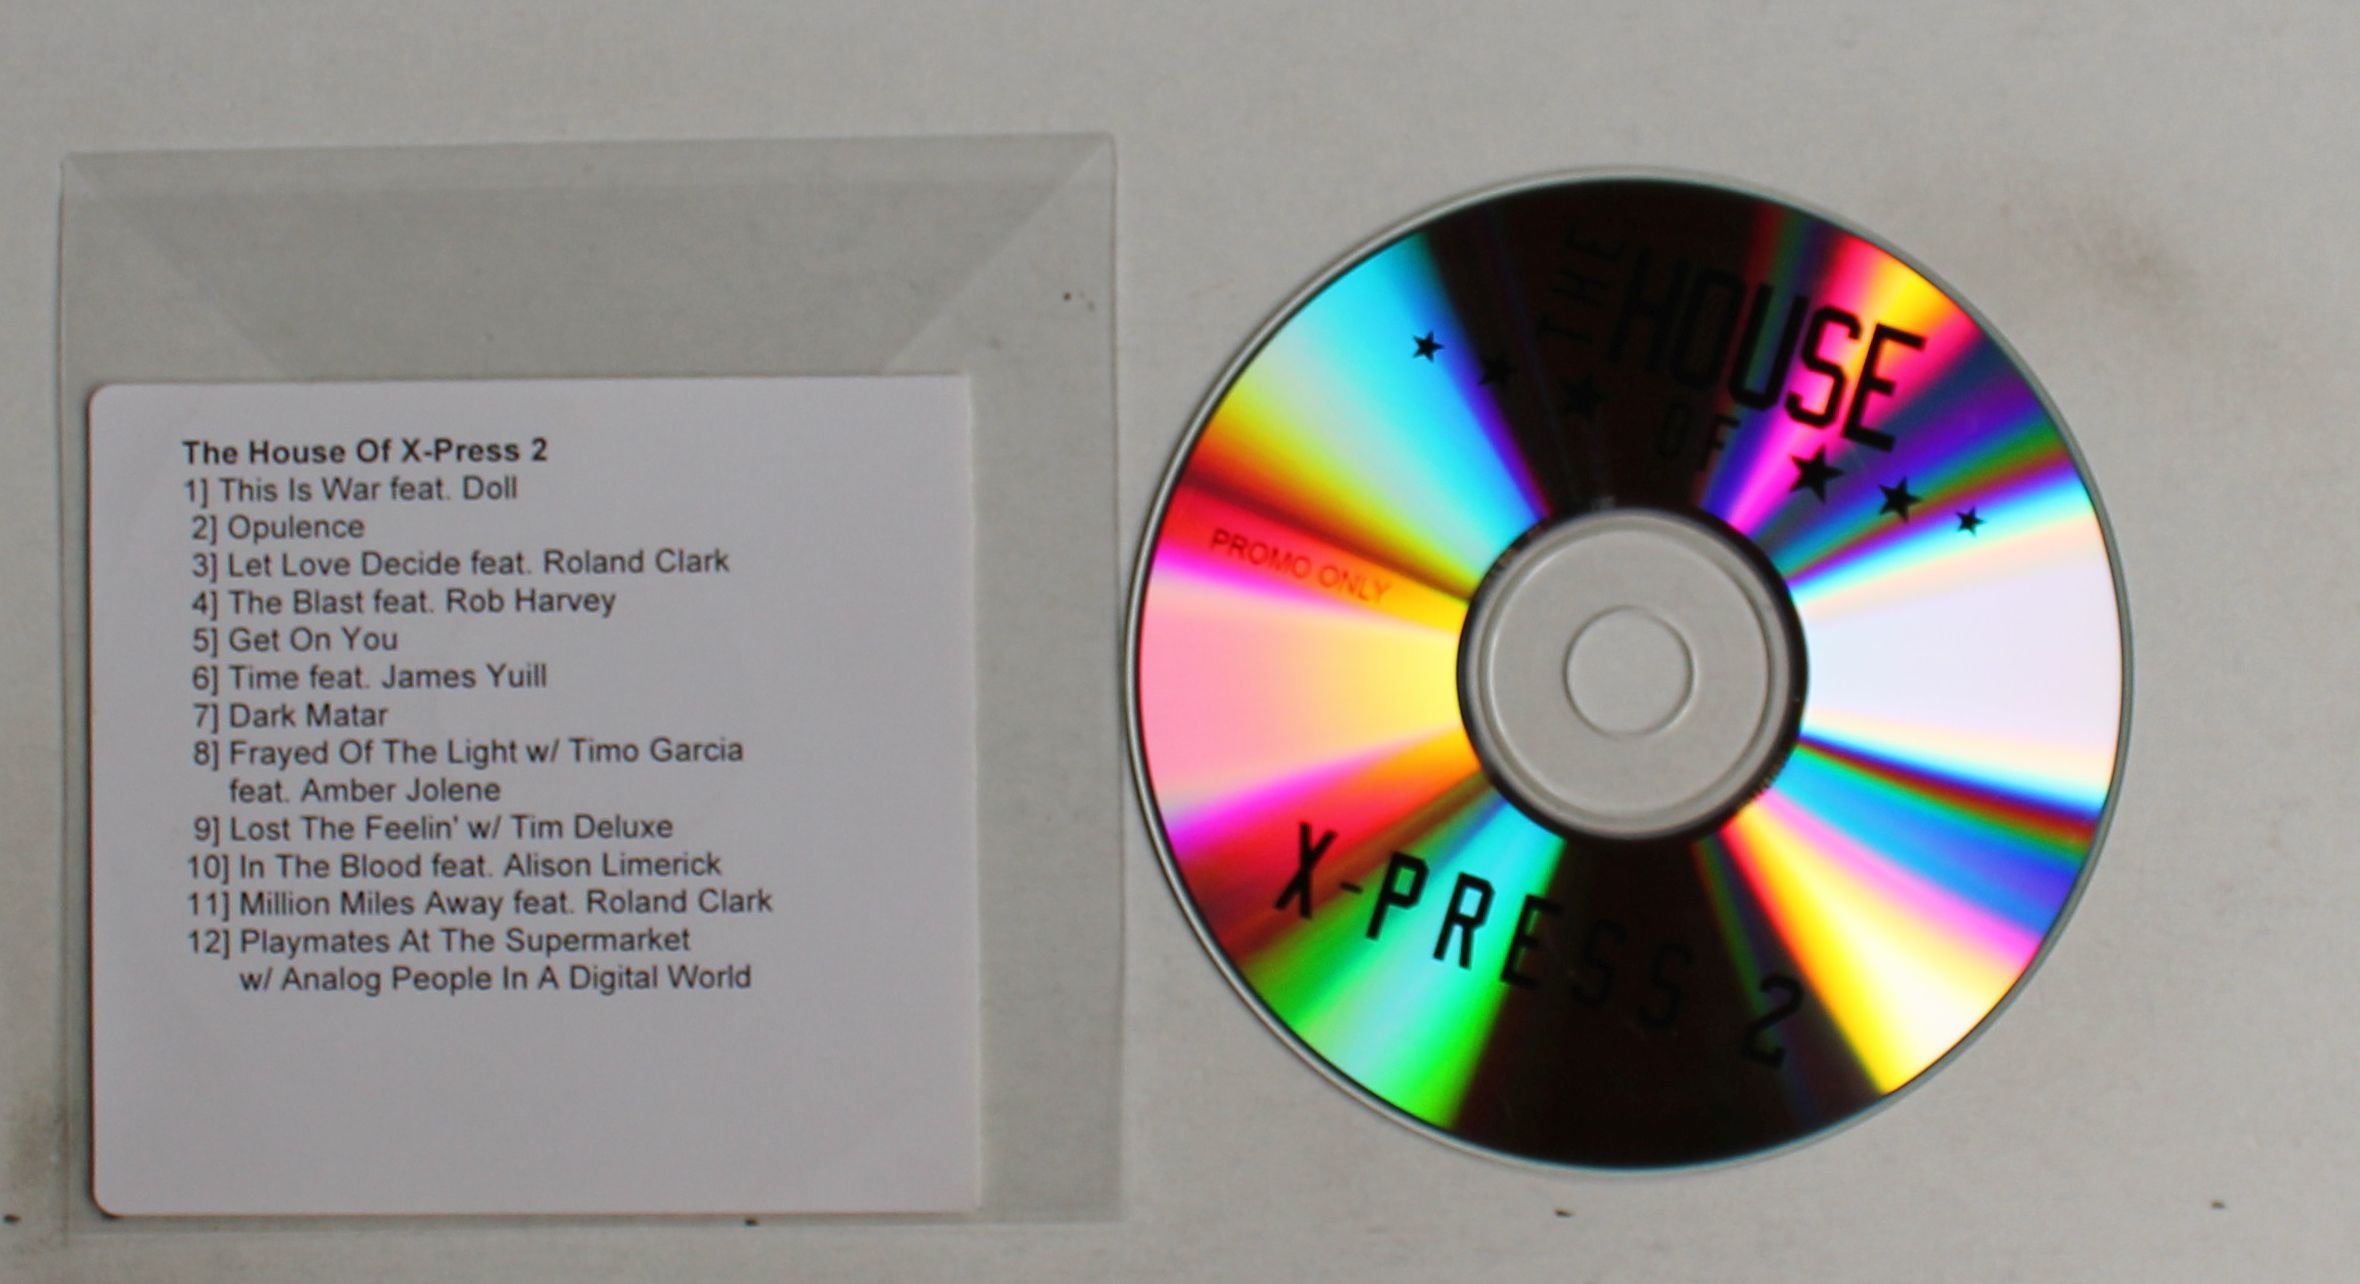 The House Of X-Press 2
1] This Is War feat. Doll
2] Opulence
3] Let Love Decide feat. Roland Clark
4] The Blast feat. Rob Harvey
5] Get On You
6] Time feat. James Yuill
7] Dark Matar
8] Frayed Of The Light w/ Timo Garcia
feat. Amber Jolene
9] Lost The Feelin' w/ Tim Deluxe
10] In The Blood feat. Alison Limerick
11] Million Miles Away feat. Roland Clark
12] Playmates At The Supermarket
w/ Analog People In A Digital World
THE
HOUSE
OF
PROMO ONLY
X-PRESS 2